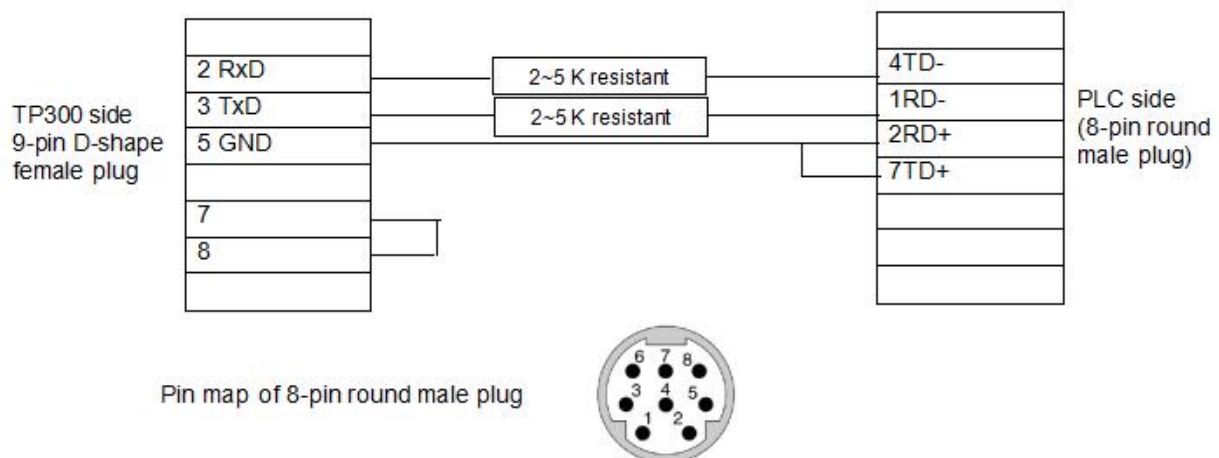 TP300 side
9-pin D-shape
female plug
2 RxD
3 TxD
5 GND
7
8
2~5 K resistant
2~5 K resistant
4TD-
1RD-
2RD+
7TD+
PLC side
(8-pin round
male plug)
Pin map of 8-pin round male plug
6 7 8
3 4 5
1 2